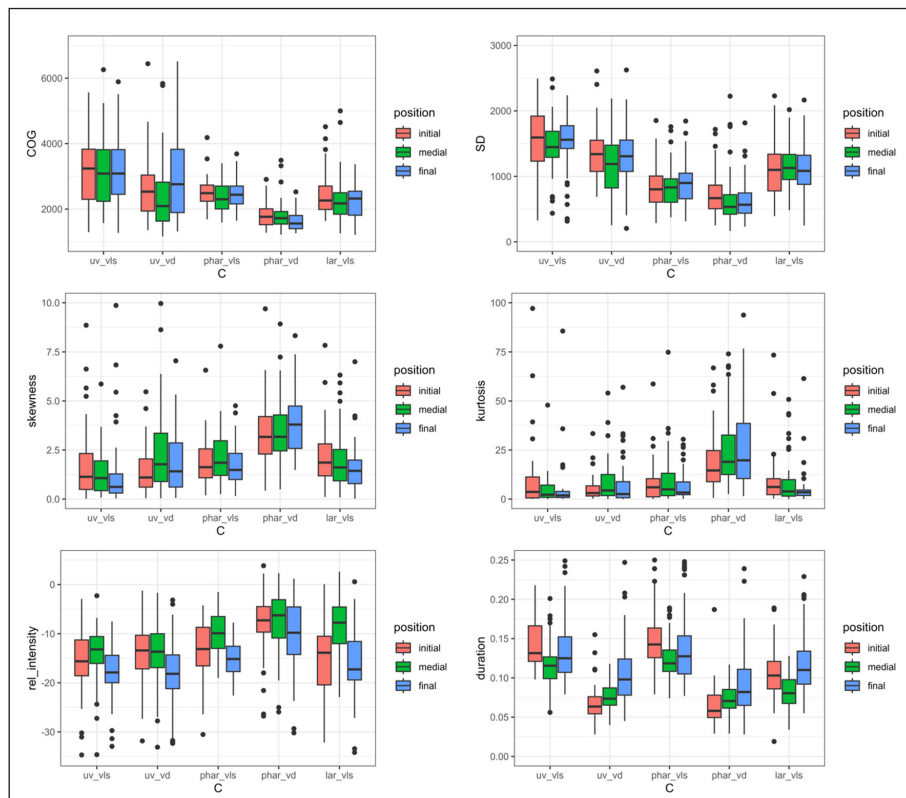 COG
6000
4000
2000
uv_vls
uv_vd
phar_vls
phar_vd
lar_vls
C
position
initial
medial
final
SD
3000
2000
1000
0
uv_vls
uv_vd
phar_vls
phar_vd
lar_vls
C
position
initial
medial
final
skewness
10.0
7.5
5.0
2.5
0.0
uv_vls
uv_vd
phar_vls
phar_vd
lar_vls
C
position
initial
medial
final
kurtosis
100
75
50
25
0
uv_vls
uv_vd
phar_vls
phar_vd
lar_vls
C
position
initial
medial
final
rel_intensity
0
-10
-20
-30
uv_vls
uv_vd
phar_vls
phar_vd
lar_vls
C
position
initial
medial
final
duration
0.25
0.20
0.15
0.10
0.05
0.00
uv_vls
uv_vd
phar_vls
phar_vd
lar_vls
C
position
initial
medial
final